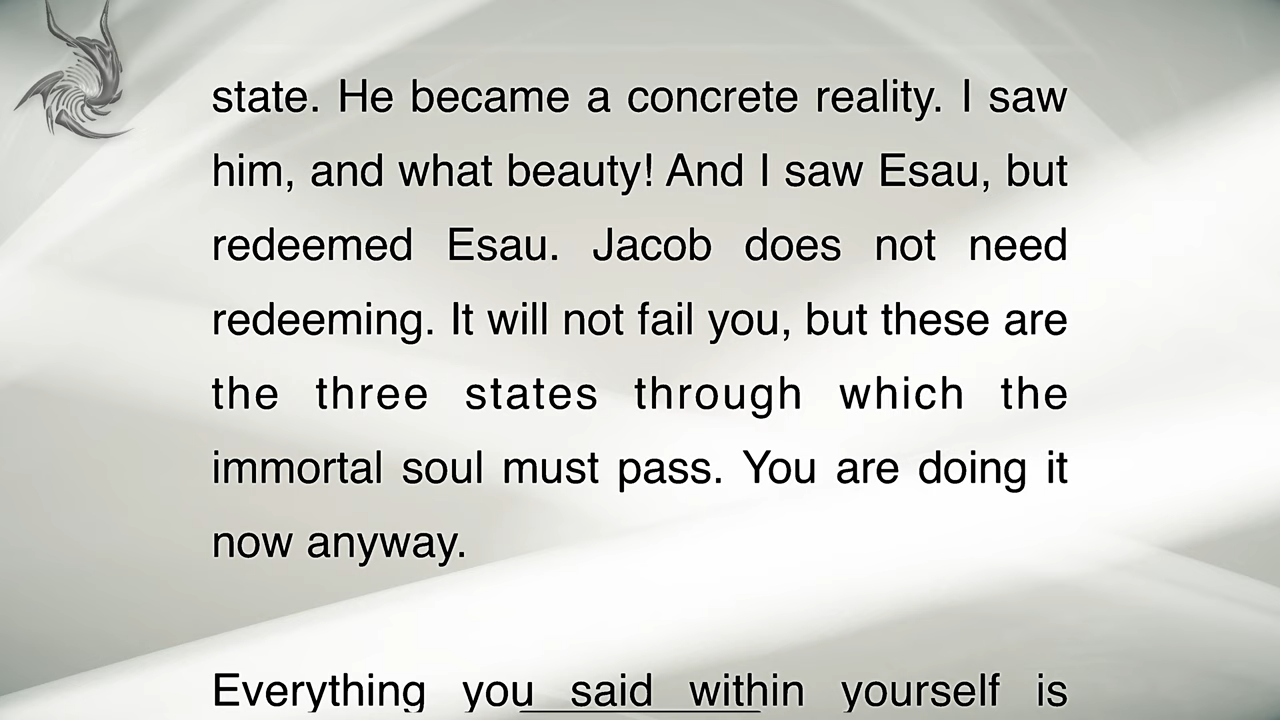 state. He became a concrete reality. I saw
him, and what beauty! And I saw Esau, but
redeemed Esau. Jacob does not need
redeeming. It will not fail you, but these are
the three states through which the
immortal soul must pass. You are doing it
now anyway.
Everything you said within yourself is